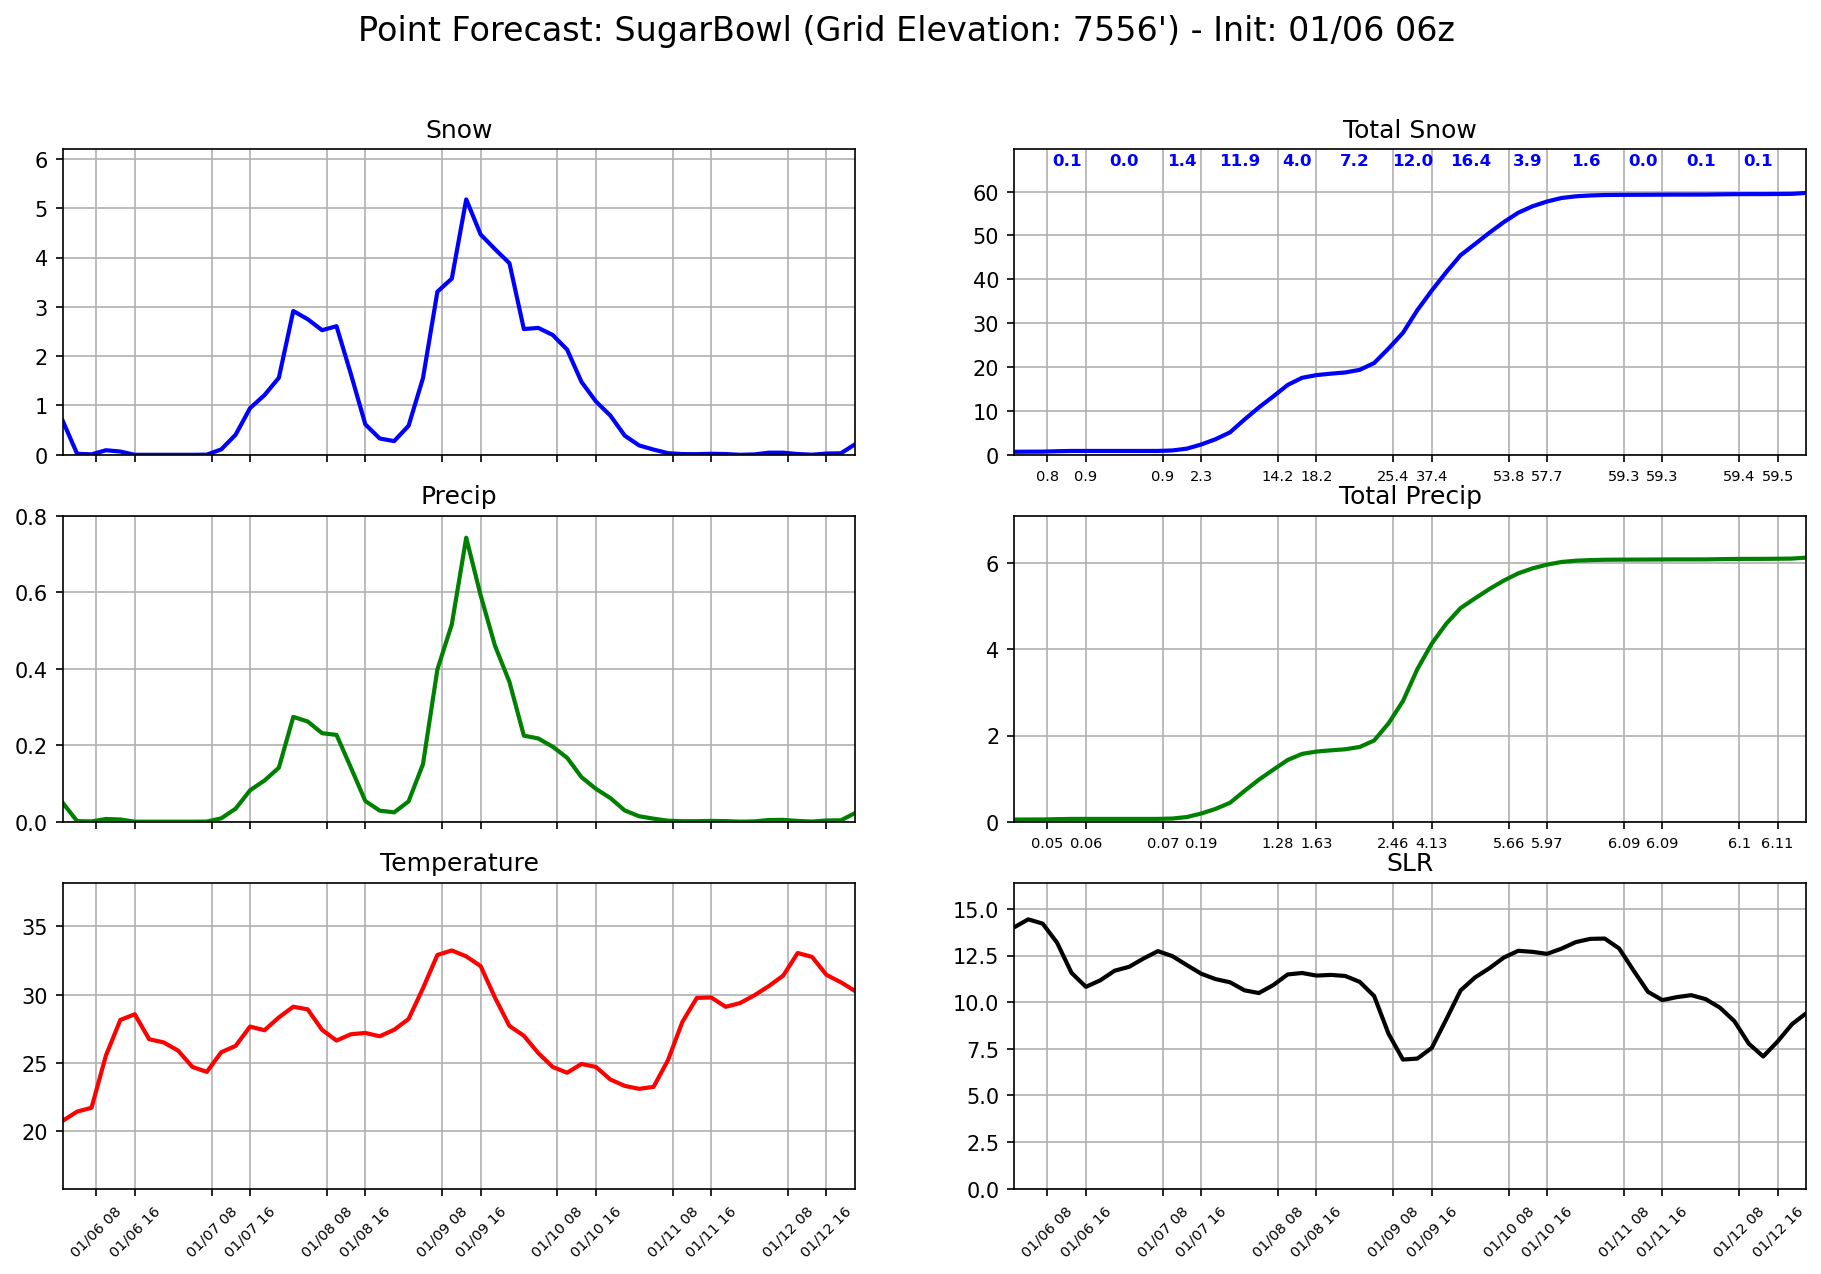 Point Forecast: SugarBowl (Grid Elevation: 7556') - Init: 01/06 06z
Snow
6
5
4
3
2
1
0
Total Snow
0.1 0.0 1.4 11.9 4.0 7.2 12.0 16.4 3.9 1.6 0.0 0.1 0.1
60
50
40
30
20
10
0
0.8 0.9 0.9 2.3 14.2 18.2 25.4 37.4 53.8 57.7 59.3 59.3 59.4 59.5
Precip
0.8
0.6
0.4
0.2
0.0
Total Precip
6
4
2
0
0.05 0.06 0.07 0.19 1.28 1.63 2.46 4.13 5.66 5.97 6.09 6.09 6.1 6.11
Temperature
35
30
25
20
01/06 08 01/06 16 01/07 08 01/07 16 01/08 08 01/08 16 01/09 08 01/09 16 01/10 08 01/10 16 01/11 08 01/11 16 01/12 08 01/12 16
SLR
15.0
12.5
10.0
7.5
5.0
2.5
0.0
01/06 08 01/06 16 01/07 08 01/07 16 01/08 08 01/08 16 01/09 08 01/09 16 01/10 08 01/10 16 01/11 08 01/11 16 01/12 08 01/12 16